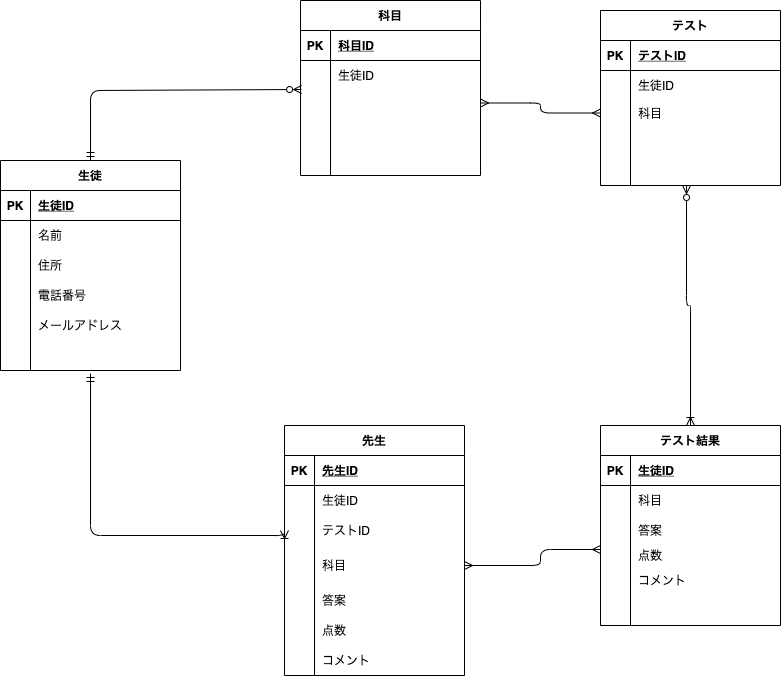 科目
PK 科目ID
生徒ID
テスト
PK テストID
生徒ID
科目
生徒
PK 生徒ID
名前
住所
電話番号
メールアドレス
先生
PK 先生ID
生徒ID
テストID
科目
答案
点数
コメント
テスト結果
PK 生徒ID
科目
答案
点数
コメント